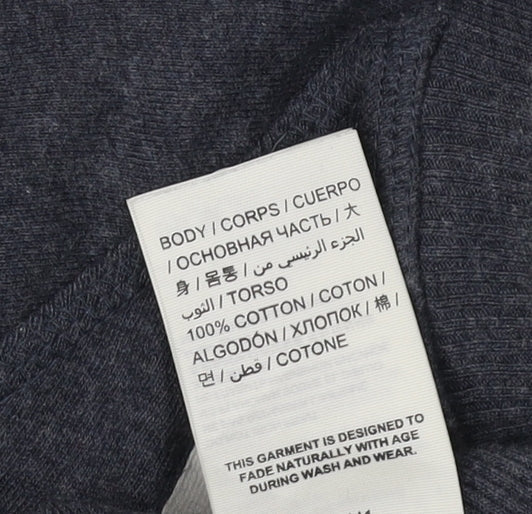 BODY / CORPS / CUERPO
/ ОСНОВНАЯ ЧАСТЬ / 大
身 / 몸통 / الجزء الرئيسي من
الثوب / TORSO
100% COTTON / COTON /
ALGODÓN / ХЛОПОК / 棉 /
면 / قطن / COTONE
THIS GARMENT IS DESIGNED TO
FADE NATURALLY WITH AGE
DURING WASH AND WEAR.